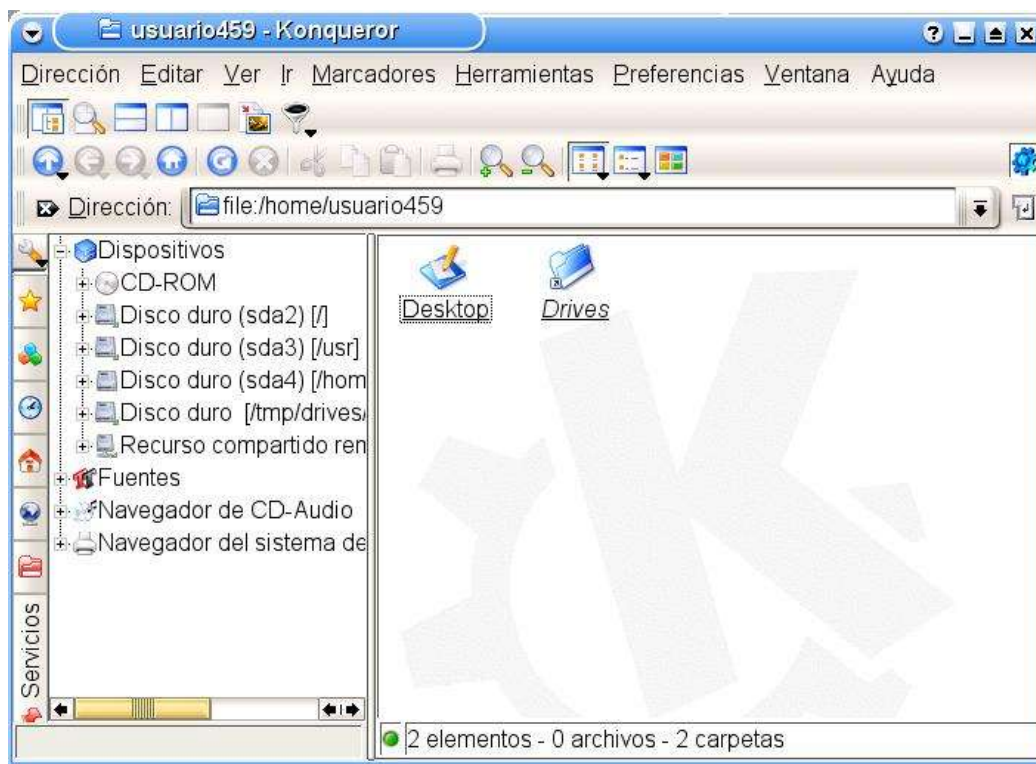 usuario459 - Konqueror
Dirección Editar Ver Ir Marcadores Herramientas Preferencias Ventana Ayuda
Dirección: file:/home/usuario459
Dispositivos
CD-ROM
Disco duro (sda2) [/]
Disco duro (sda3) [/usr]
Disco duro (sda4) [/hom
Disco duro [/tmp/drives/
Recurso compartido ren
Fuentes
Navegador de CD-Audio
Navegador del sistema de
Servicios
Desktop
Drives
2 elementos - 0 archivos - 2 carpetas